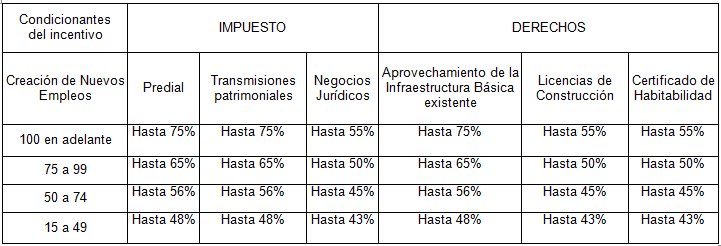 Condicionantes
del incentivo
IMPUESTO
DERECHOS
Creación de Nuevos
Empleos
Predial
Transmisiones
patrimoniales
Negocios
Jurídicos
Aprovechamiento de la
Infraestructura Básica
existente
Licencias de
Construcción
Certificado de
Habitabilidad
100 en adelante
Hasta 75%
Hasta 75%
Hasta 55%
Hasta 75%
Hasta 55%
Hasta 55%
75 a 99
Hasta 65%
Hasta 65%
Hasta 50%
Hasta 65%
Hasta 50%
Hasta 50%
50 a 74
Hasta 56%
Hasta 56%
Hasta 45%
Hasta 56%
Hasta 45%
Hasta 45%
15 a 49
Hasta 48%
Hasta 48%
Hasta 43%
Hasta 48%
Hasta 43%
Hasta 43%